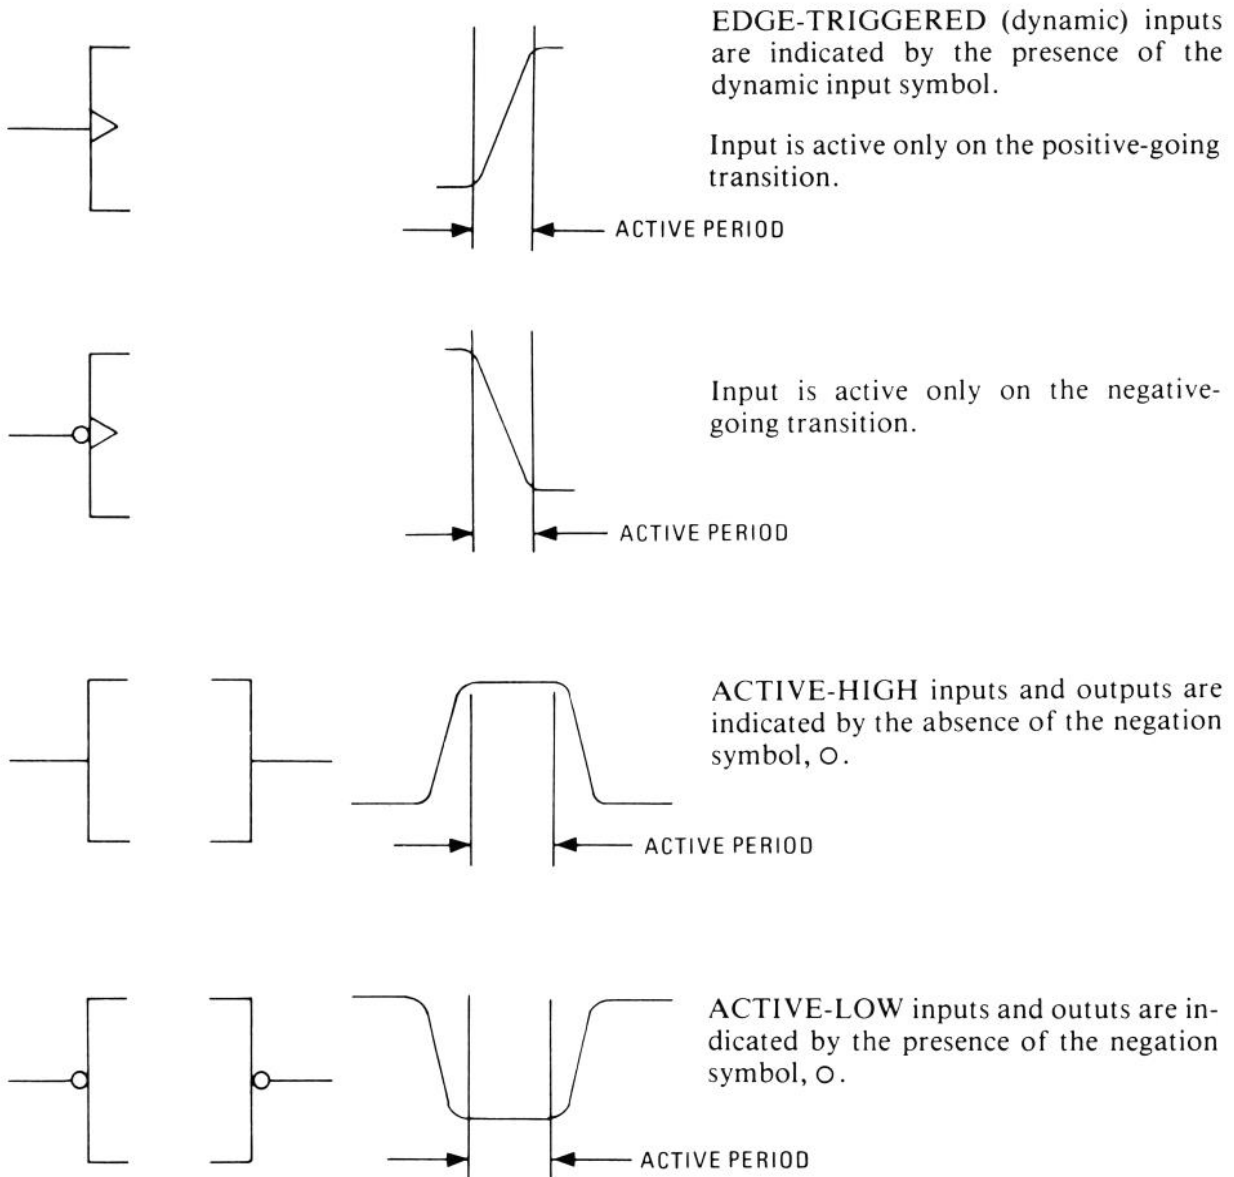 EDGE-TRIGGERED (dynamic) inputs
are indicated by the presence of the
dynamic input symbol.
Input is active only on the positive-going
transition.
ACTIVE PERIOD
Input is active only on the negative-
going transition.
ACTIVE PERIOD
ACTIVE-HIGH inputs and outputs are
indicated by the absence of the negation
symbol, ○.
ACTIVE PERIOD
ACTIVE-LOW inputs and oututs are in-
dicated by the presence of the negation
symbol, ○.
ACTIVE PERIOD